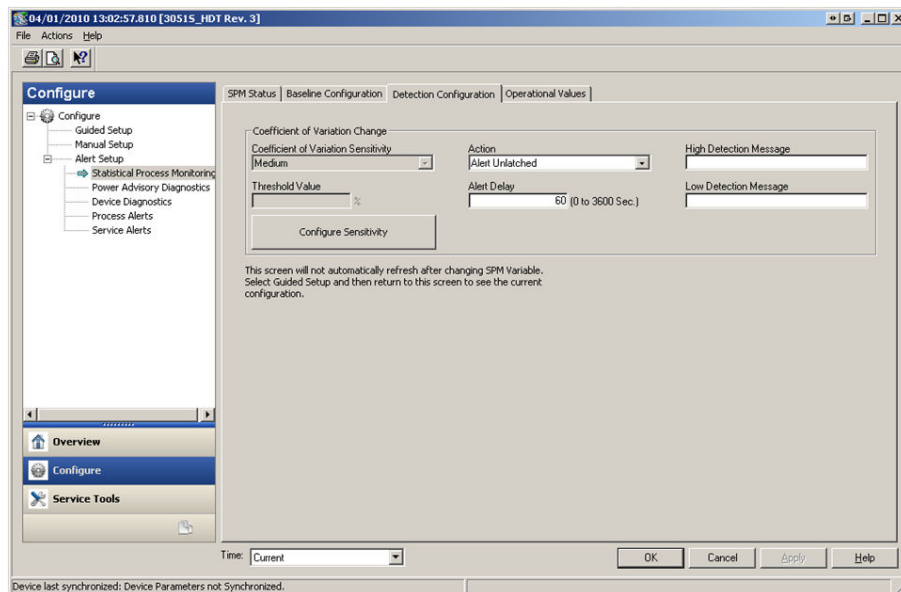 04/01/2010 13:02:57.810 [3051S_HDT Rev. 3]
File Actions Help
Configure
Configure
Guided Setup
Manual Setup
Alert Setup
Statistical Process Monitoring
Power Advisory Diagnostics
Device Diagnostics
Process Alerts
Service Alerts
Overview
Configure
Service Tools
SPM Status Baseline Configuration Detection Configuration Operational Values
Coefficient of Variation Change
Coefficient of Variation Sensitivity Action High Detection Message
Medium Alert Unlatched
Threshold Value Alert Delay Low Detection Message
% 60 (0 to 3600 Sec.)
Configure Sensitivity
This screen will not automatically refresh after changing SPM Variable.
Select Guided Setup and then return to this screen to see the current
configuration.
Time: Current OK Cancel Apply Help
Device last synchronized: Device Parameters not Synchronized.